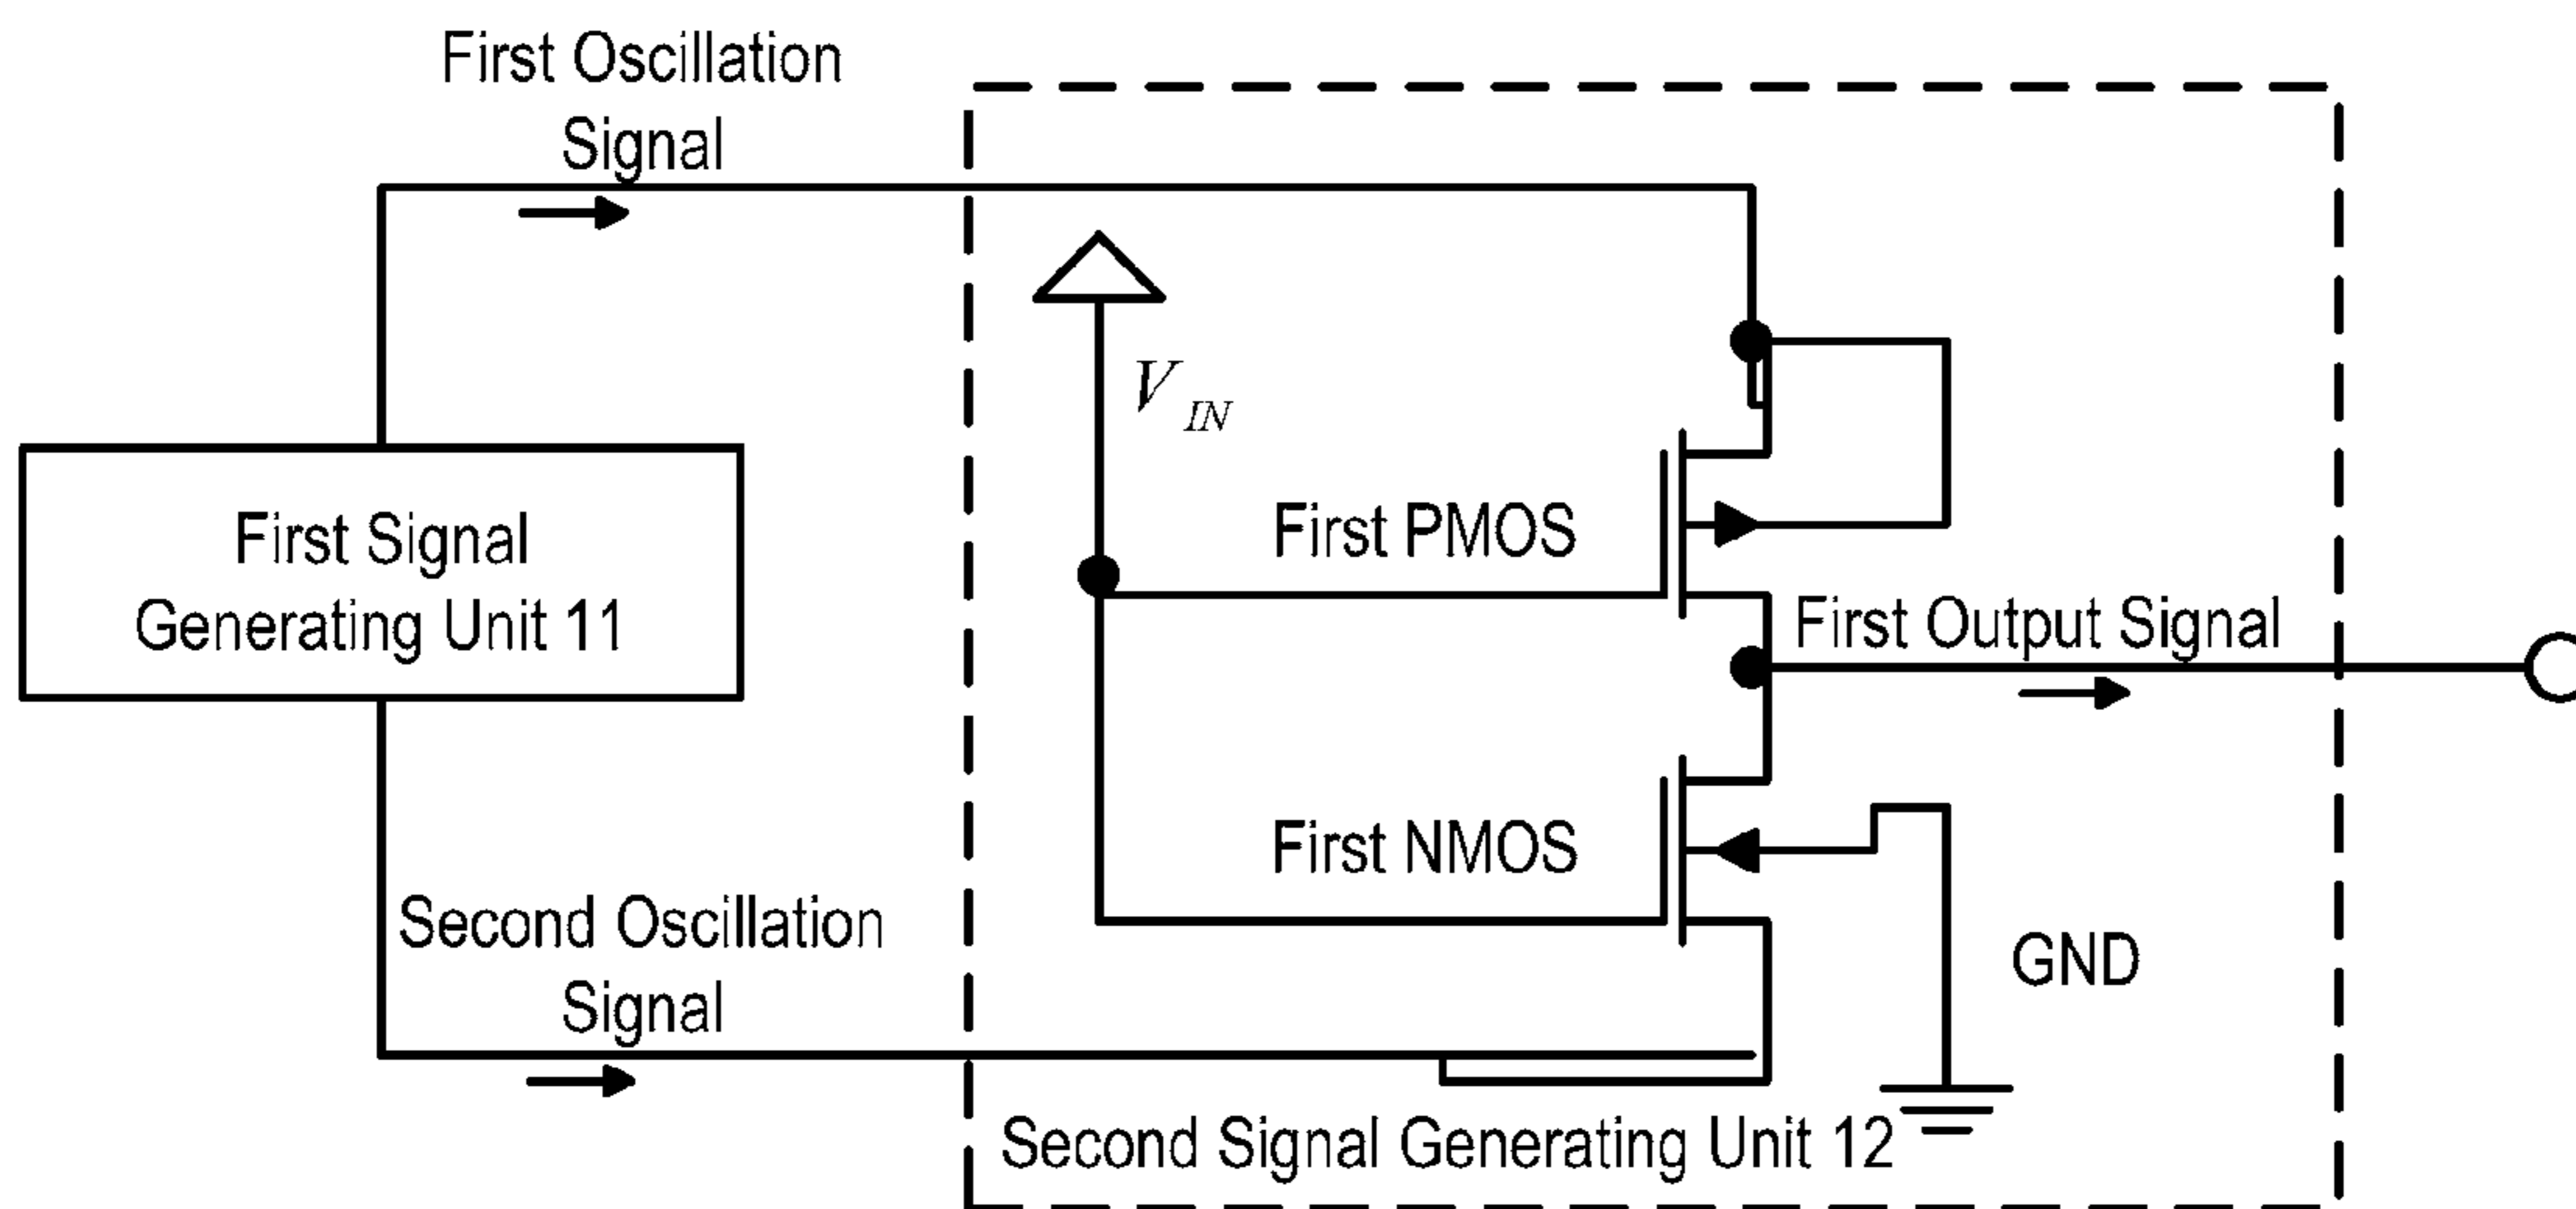 First Oscillation
Signal
V IN
First Signal
Generating Unit 11
First PMOS
First Output Signal
First NMOS
Second Oscillation
Signal
GND
Second Signal Generating Unit 12